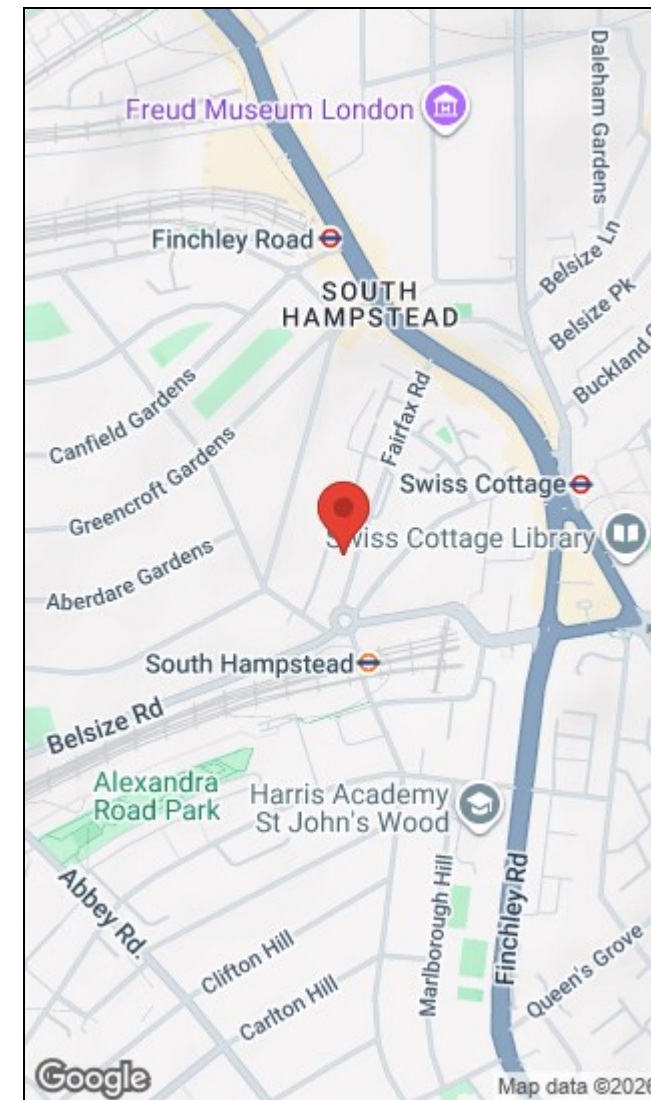 Daleham Gardens
Freud Museum London
Finchley Road
Belsize Ln
SOUTH
HAMPSTEAD
Belsize Pk
Buckland
Canfield Gardens
Fairfax Rd
Greencroft Gardens
Swiss Cottage
Swiss Cottage Library
Aberdare Gardens
South Hampstead
Belsize Rd
Alexandra
Road Park
Harris Academy
St John's Wood
Marlborough Hill
Finchley Rd
Abbey Rd.
Clifton Hill
Carlton Hill
Queen's Grove
Google
Map data ©2026